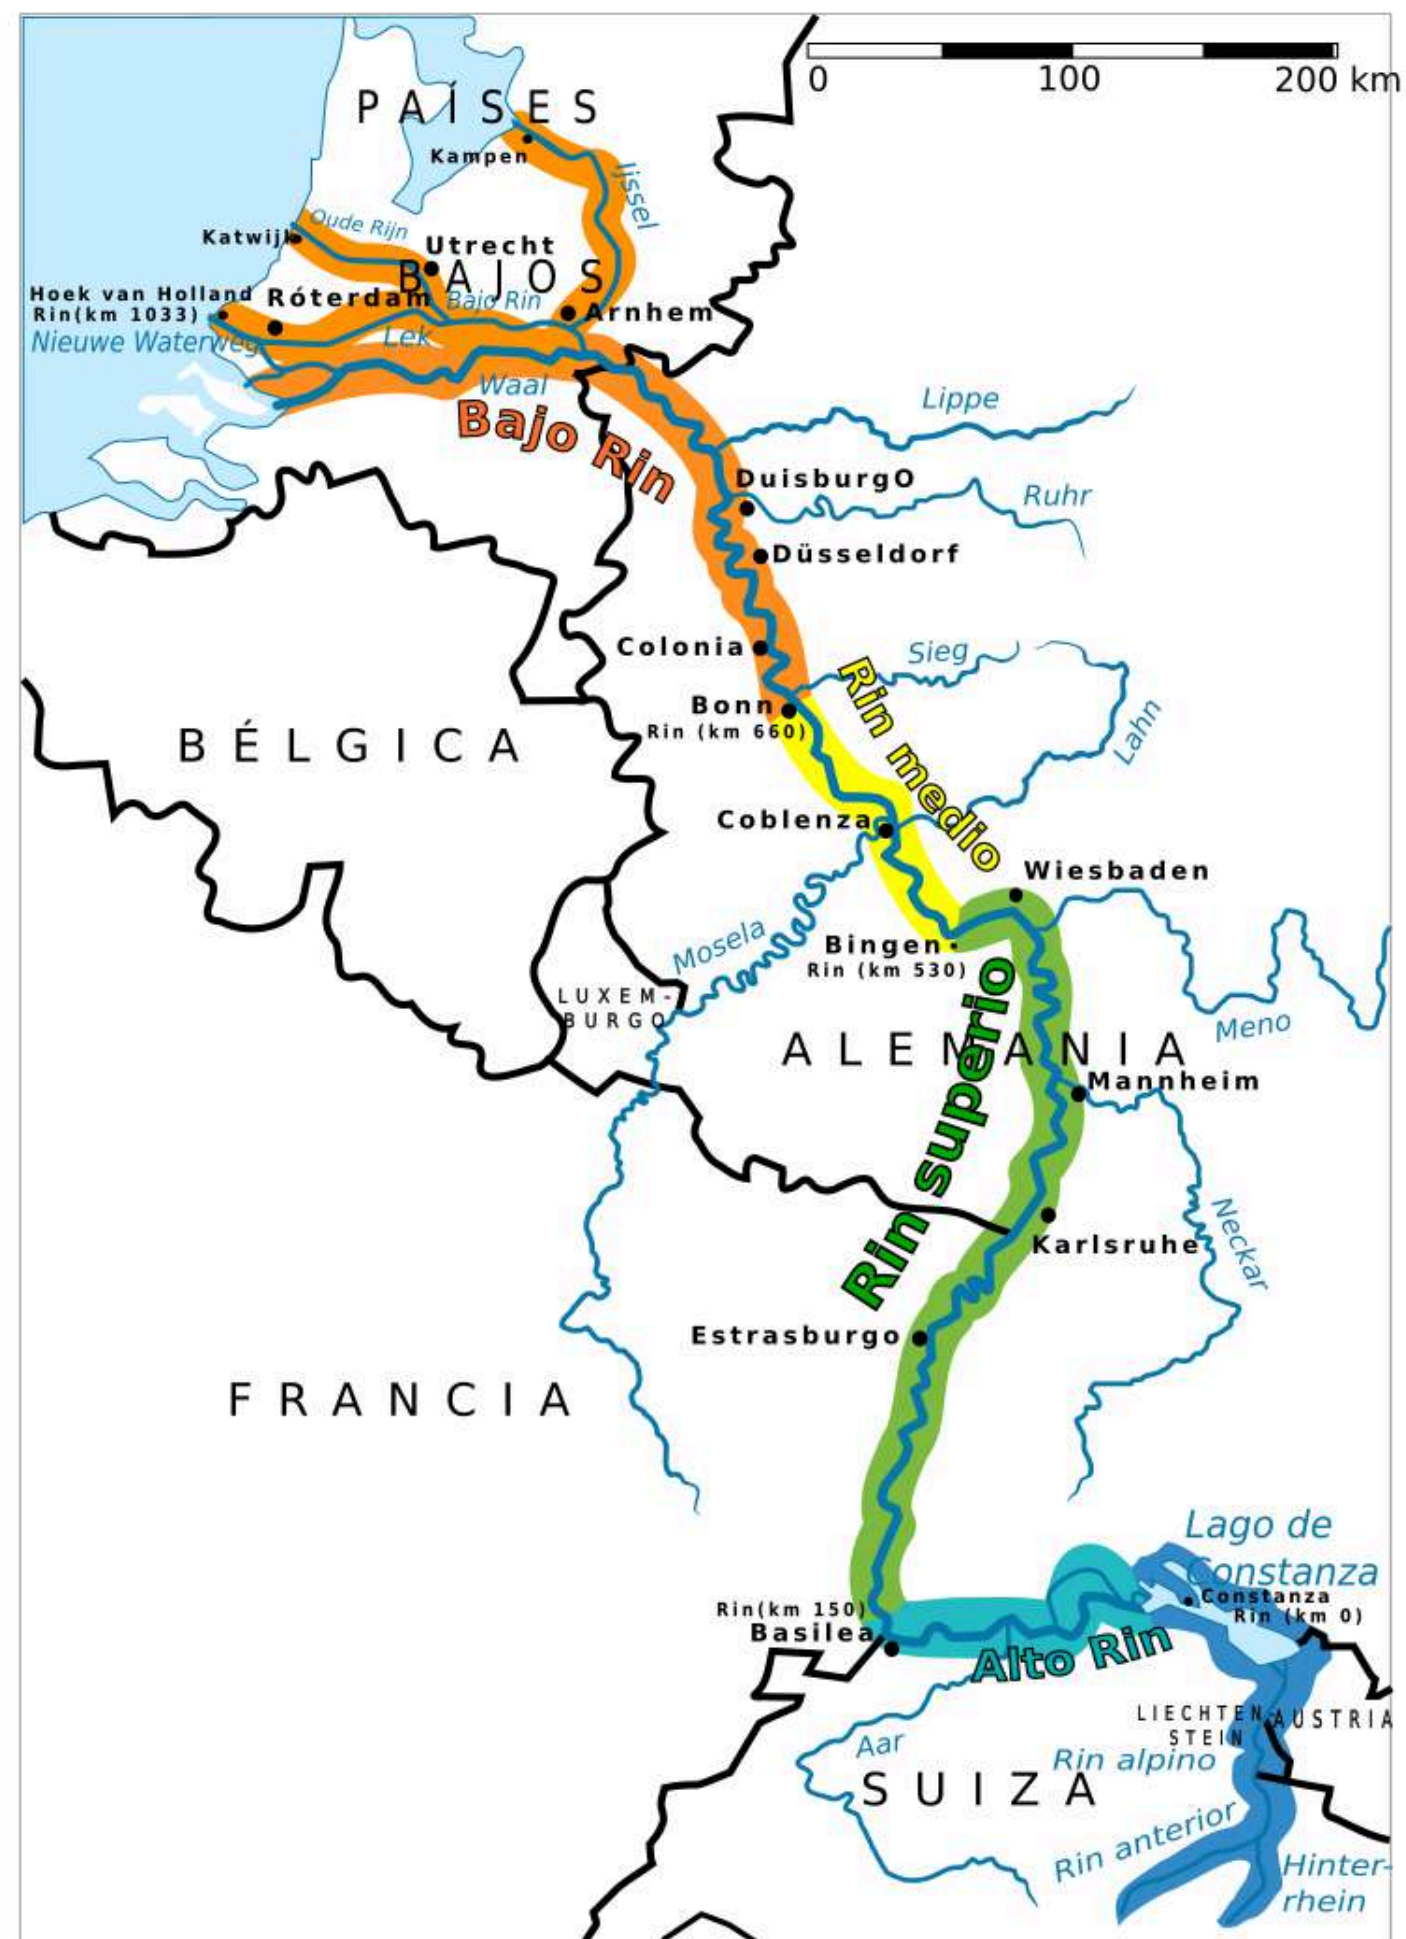 0 100 200 km
PAÍSES
Kampen
Ijssel
Oude Rijn
Katwijk
Utrecht
BAJOS
Hoek van Holland
Rin(km 1033)
Róterdam
Bajo Rin
Arnhem
Nieuwe Waterweg
Lek
Waal
Lippe
Bajo Rin
DuisburgO
Ruhr
Düsseldorf
Colonia
Sieg
Rin medio
Bonn
Rin (km 660)
Lahn
BÉLGICA
Coblenza
Wiesbaden
Mosela
Bingen
Rin (km 530)
LUXEM-
BURGO
Meno
ALEMANIA
Rin superio
Mannheim
Neckar
Karlsruhe
Estrasburgo
FRANCIA
Lago de
Constanza
Constanza
Rin (km 0)
Rin(km 150)
Basilea
Alto Rin
LIECHTEN
STEIN
AUSTRIA
Aar
Rin alpino
SUIZA
Rin anterior
Hinter-
rhein